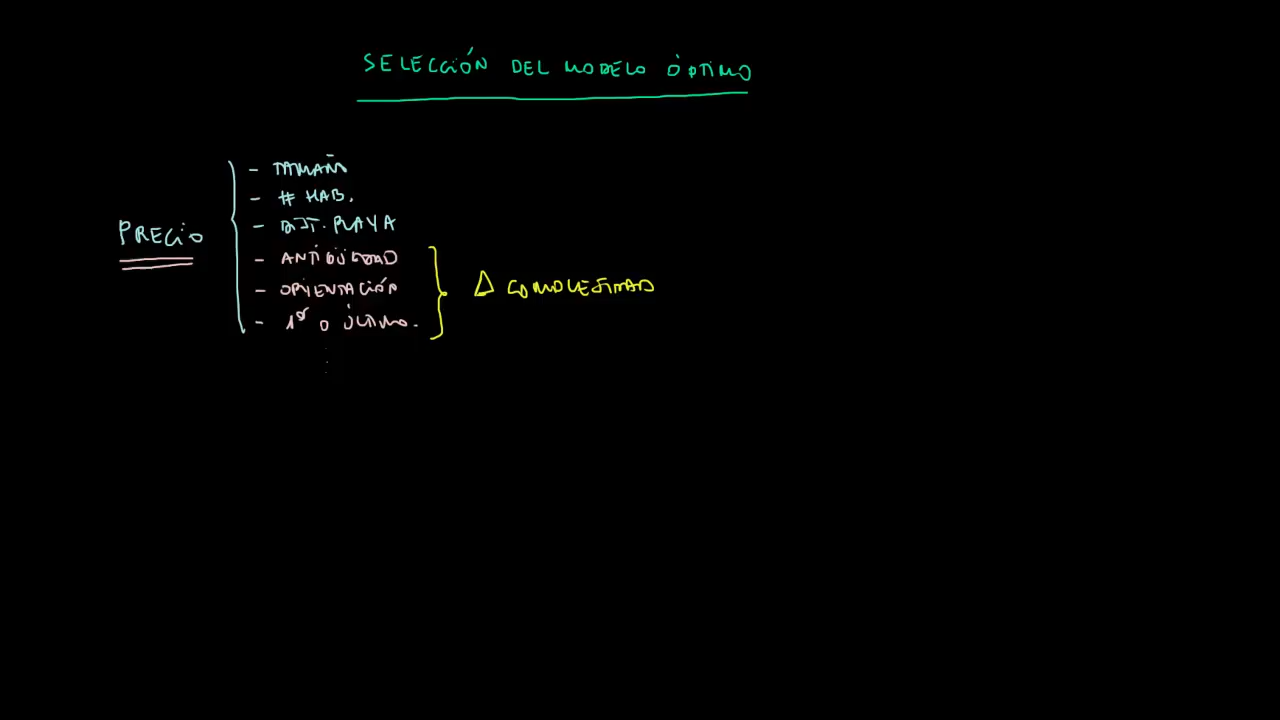 SELECCIÓN DEL MODELO ÓPTIMO
- TAMAÑO
- # HAB.
PRECIO
- DIST. PLAYA
- ANTIGÜEDAD
- ORIENTACIÓN
- 1º O ÚLTIMO.
Δ COMPLEJIDAD